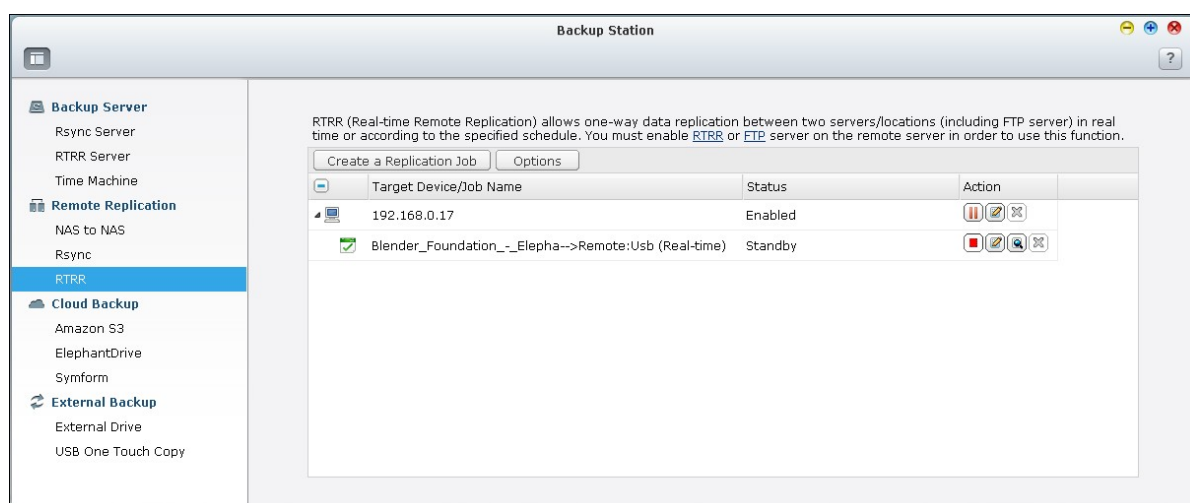 Backup Station
?
Backup Server
Rsync Server
RTRR Server
Time Machine
Remote Replication
NAS to NAS
Rsync
RTRR
Cloud Backup
Amazon S3
ElephantDrive
Symform
External Backup
External Drive
USB One Touch Copy
RTRR (Real-time Remote Replication) allows one-way data replication between two servers/locations (including FTP server) in real
time or according to the specified schedule. You must enable RTRR or FTP server on the remote server in order to use this function.
Create a Replication Job Options
Target Device/Job Name Status Action
192.168.0.17 Enabled
Blender_Foundation_-_Elepha-->Remote:Usb (Real-time) Standby